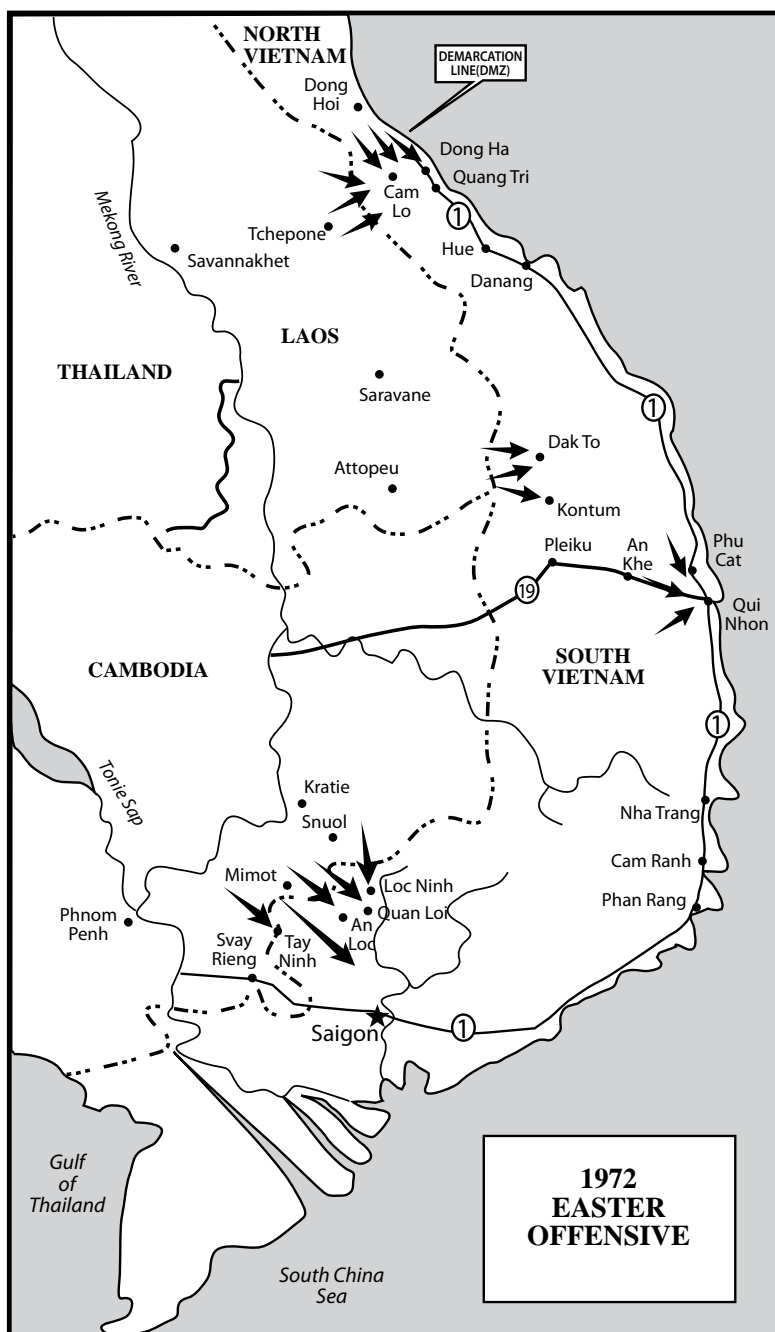 NORTH
VIETNAM
DEMARCATION
LINE(DMZ)
Dong
Hoi
Dong Ha
Quang Tri
Cam
Lo
1
Mekong River
Tchepone
Savannakhet
Hue
Danang
LAOS
THAILAND
Saravane
1
Dak To
Attopeu
Kontum
Pleiku
An
Khe
Phu
Cat
19
Qui
Nhon
CAMBODIA
SOUTH
VIETNAM
1
Tonie Sap
Kratie
Snuol
Nha Trang
Cam Ranh
Phan Rang
Mimot
Loc Ninh
Quan Loi
An
Loc
Phnom
Penh
Svay
Rieng
Tay
Ninh
Saigon
1
Gulf
of
Thailand
South China
Sea
1972
EASTER
OFFENSIVE